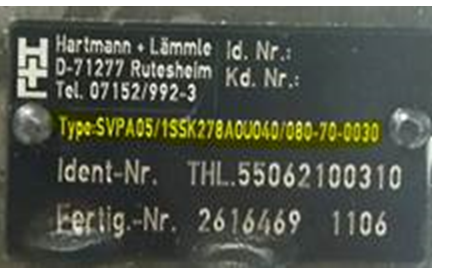 Hartmann + Lämmle Id. Nr.:
D-71277 Rutesheim Kd. Nr.:
Tel. 07152/992-3
Type:SVPA05/1SSK278A0U040/080-70-0030
Ident-Nr. THL.55062100310
Fertig.-Nr. 2616469 1106